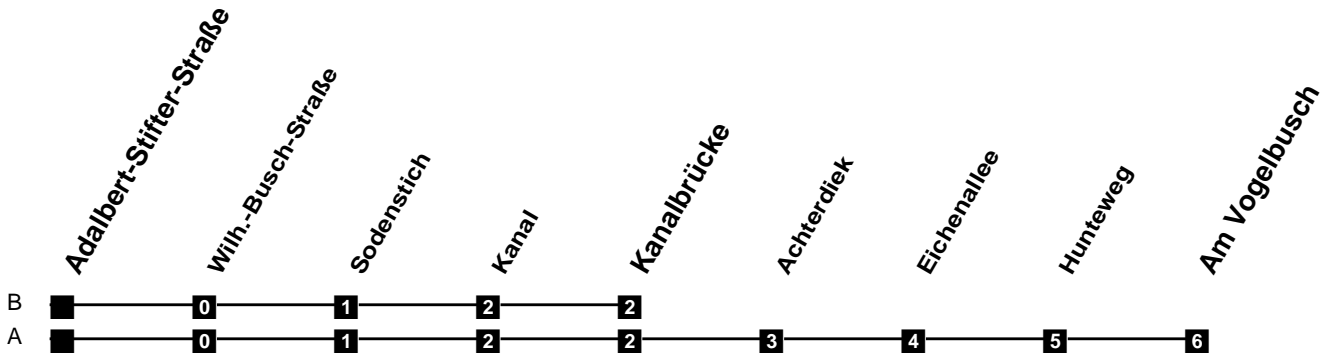 Adalbert-Stifter-Straße
Wilh.-Busch-Straße
Sodenstich
Kanal
Kanalbrücke
Achterdiek
Eichenallee
Hunteweg
Am Vogelbusch
B 0 1 2 2
A 0 1 2 2 3 4 5 6